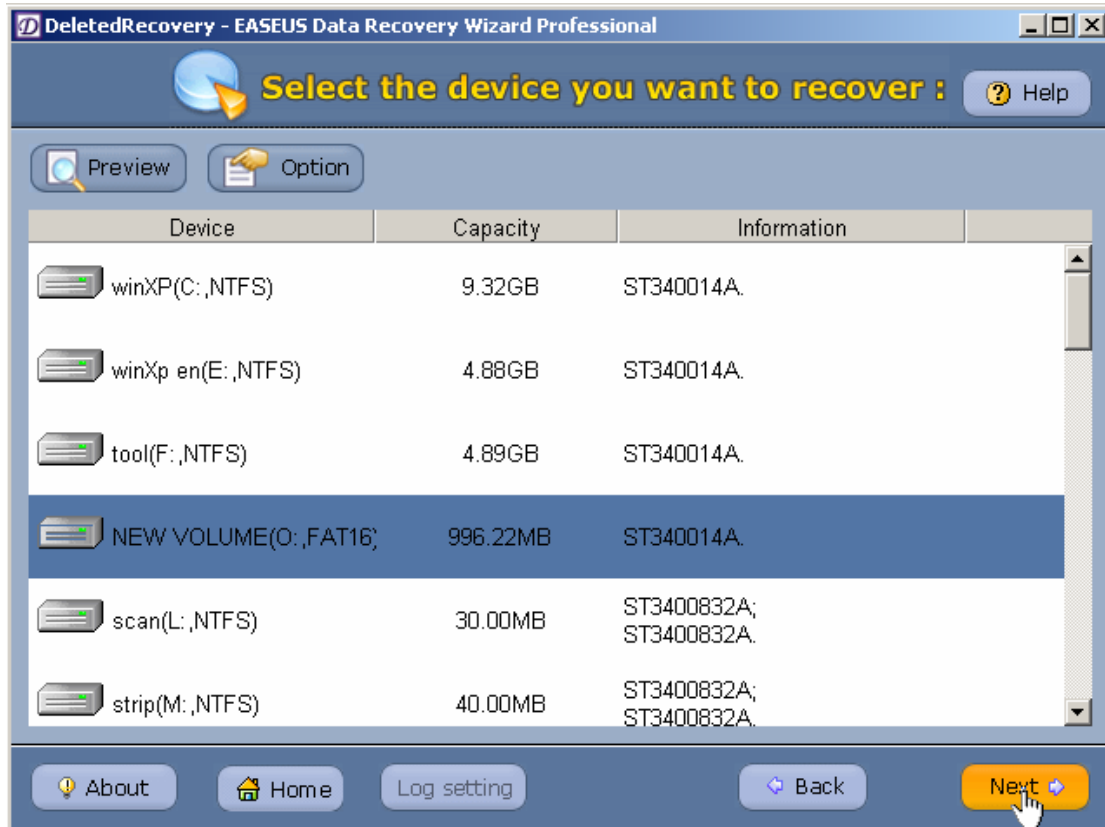 DeletedRecovery - EASEUS Data Recovery Wizard Professional
Select the device you want to recover :
Help
Preview
Option
Device Capacity Information
winXP(C: ,NTFS) 9.32GB ST340014A.
winXp en(E: ,NTFS) 4.88GB ST340014A.
tool(F: ,NTFS) 4.89GB ST340014A.
NEW VOLUME(O: ,FAT16) 996.22MB ST340014A.
scan(L: ,NTFS) 30.00MB ST3400832A;
ST3400832A.
strip(M: ,NTFS) 40.00MB ST3400832A;
ST3400832A.
About
Home
Log setting
Back
Next